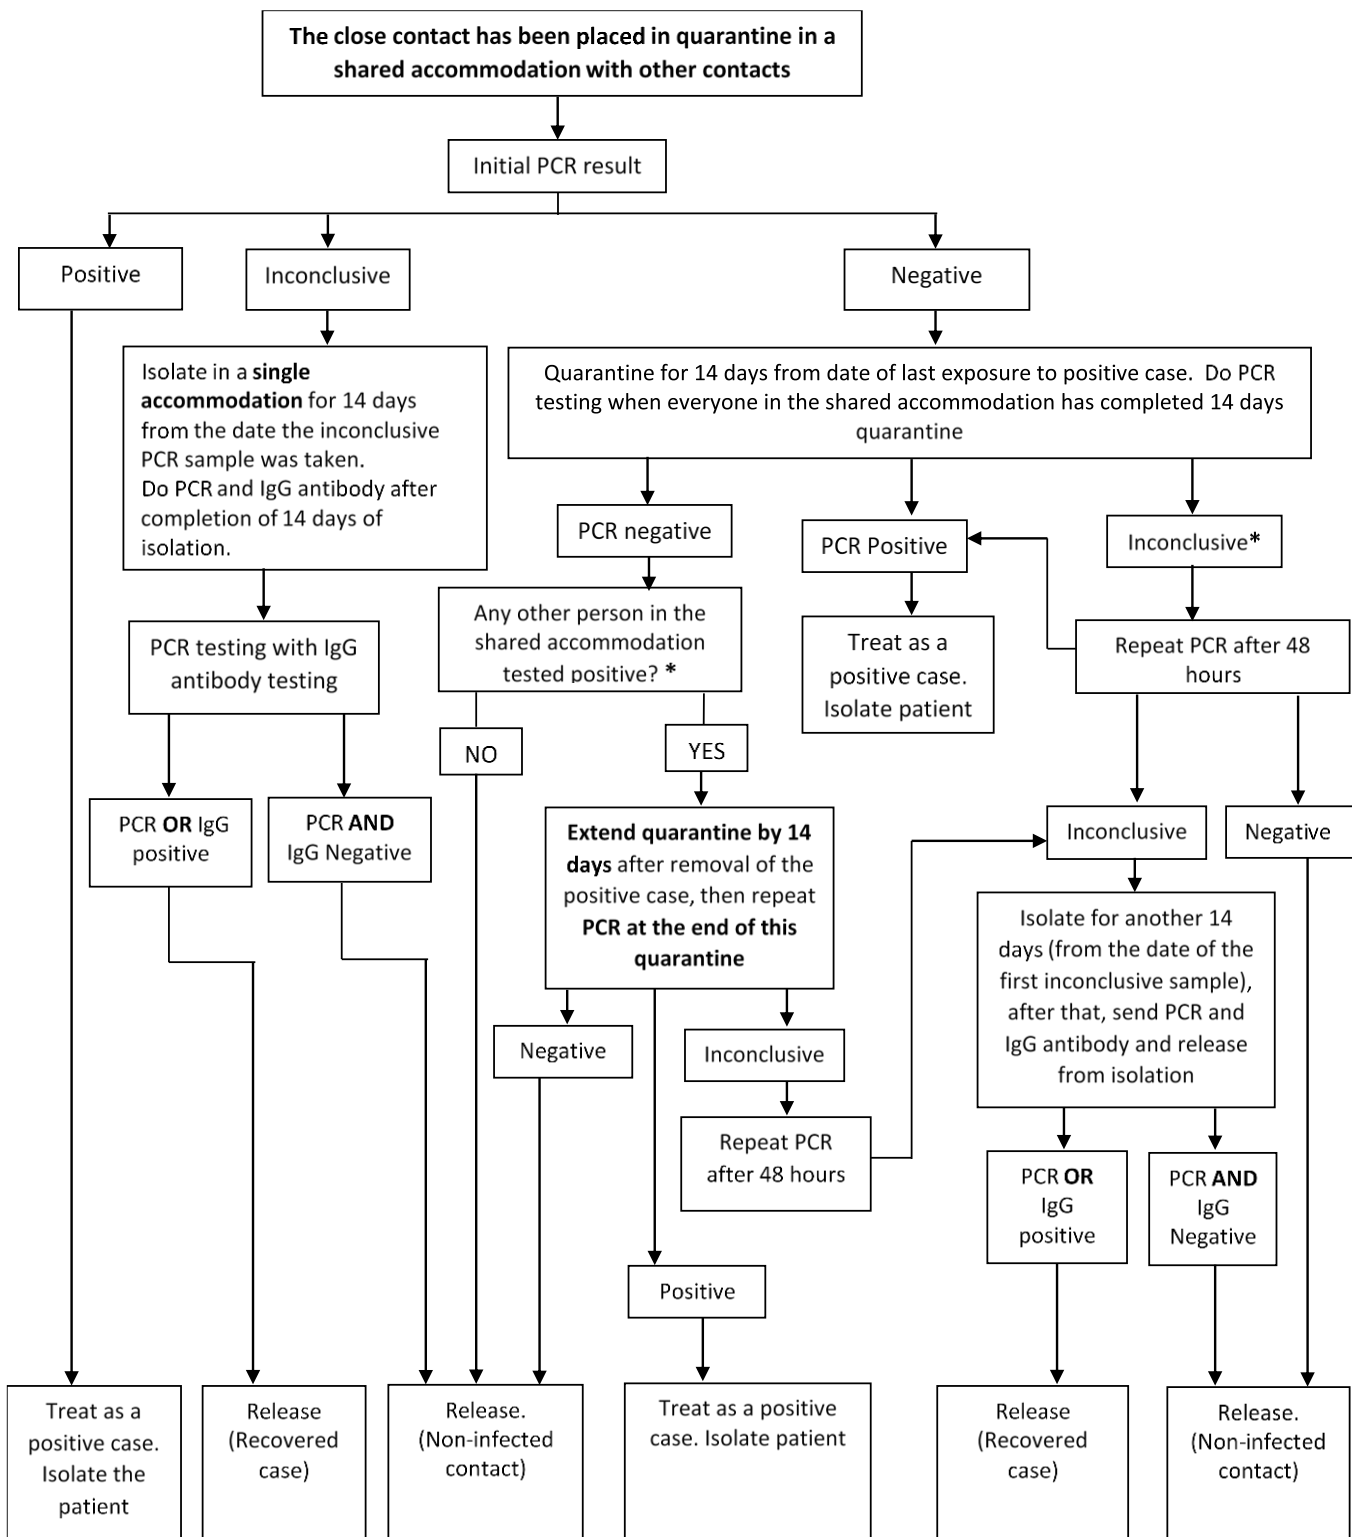 The close contact has been placed in quarantine in a
shared accommodation with other contacts
Initial PCR result
Positive
Inconclusive
Negative
Isolate in a single
accommodation for 14 days
from the date the inconclusive
PCR sample was taken.
Do PCR and IgG antibody after
completion of 14 days of
isolation.
Quarantine for 14 days from date of last exposure to positive case. Do PCR
testing when everyone in the shared accommodation has completed 14 days
quarantine
PCR negative
PCR Positive
Inconclusive*
PCR testing with IgG
antibody testing
Any other person in the
shared accommodation
tested positive? *
Treat as a
positive case.
Isolate patient
Repeat PCR after 48
hours
NO
YES
PCR OR IgG
positive
PCR AND
IgG Negative
Extend quarantine by 14
days after removal of the
positive case, then repeat
PCR at the end of this
quarantine
Inconclusive
Negative
Isolate for another 14
days (from the date of the
first inconclusive sample),
after that, send PCR and
IgG antibody and release
from isolation
Negative
Inconclusive
Repeat PCR
after 48 hours
PCR OR
IgG
positive
PCR AND
IgG
Negative
Positive
Treat as a
positive case.
Isolate the
patient
Release
(Recovered
case)
Release.
(Non-infected
contact)
Treat as a positive
case. Isolate patient
Release
(Recovered
case)
Release.
(Non-infected
contact)